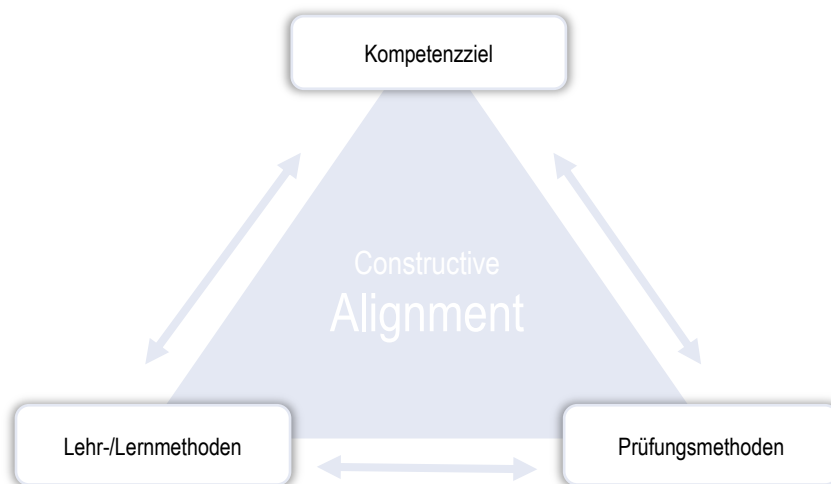 Kompetenzziel
Constructive
Alignment
Lehr-/Lernmethoden
Prüfungsmethoden